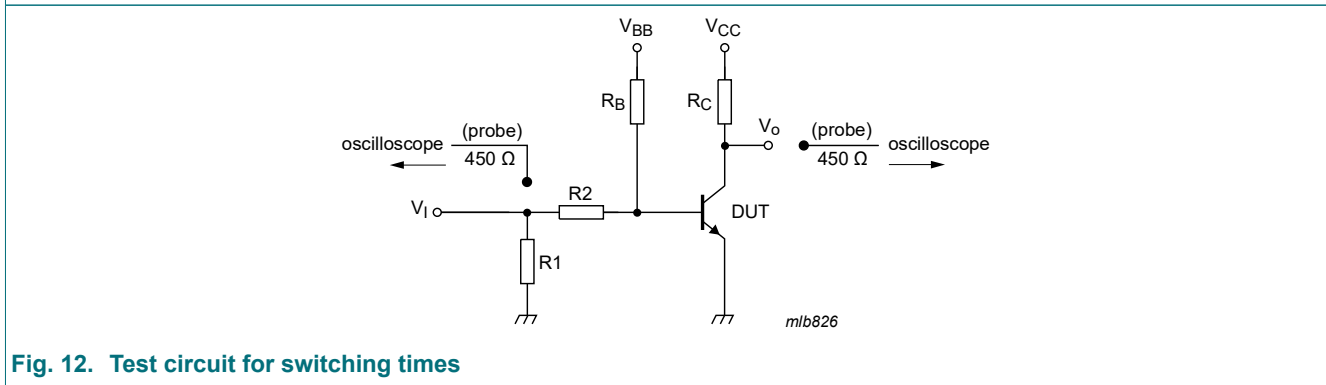 VBB VCC
RB RC
oscilloscope (probe) 450 Ω
Vo (probe) 450 Ω oscilloscope
R2
VI DUT
R1
mlb826
Fig. 12. Test circuit for switching times